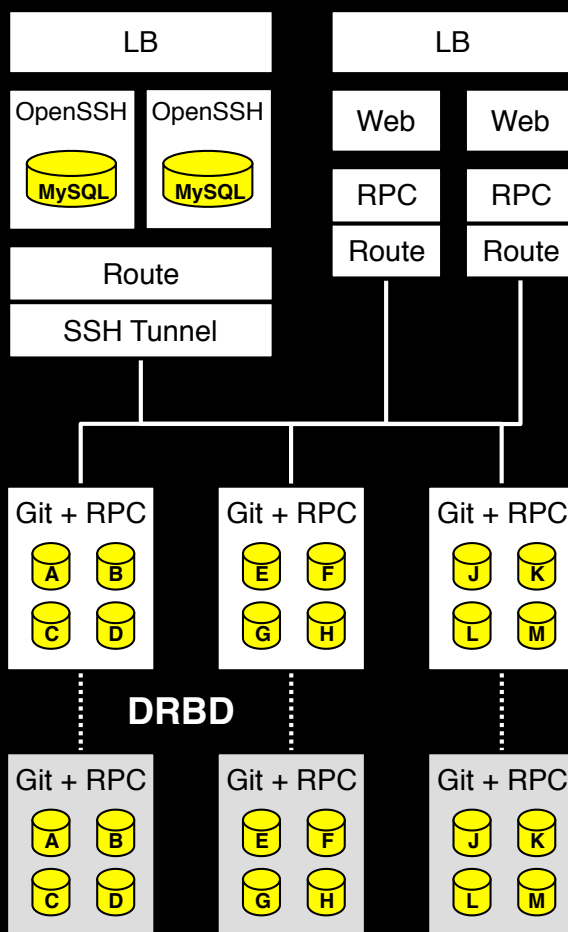 LB
OpenSSH
MySQL
OpenSSH
MySQL
Route
SSH Tunnel
LB
Web
RPC
Route
Web
RPC
Route
Git + RPC
A B
C D
Git + RPC
E F
G H
Git + RPC
J K
L M
DRBD
Git + RPC
A B
C D
Git + RPC
E F
G H
Git + RPC
J K
L M